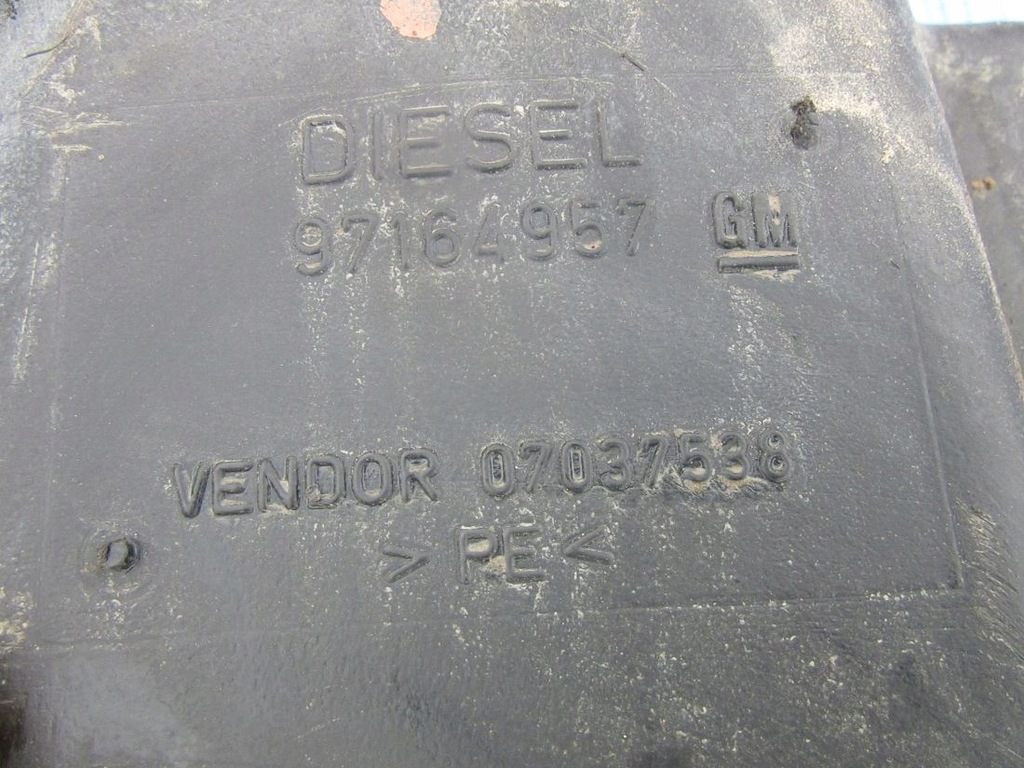 DIESEL
97164957 GM
VENDOR 07037538
> PE <